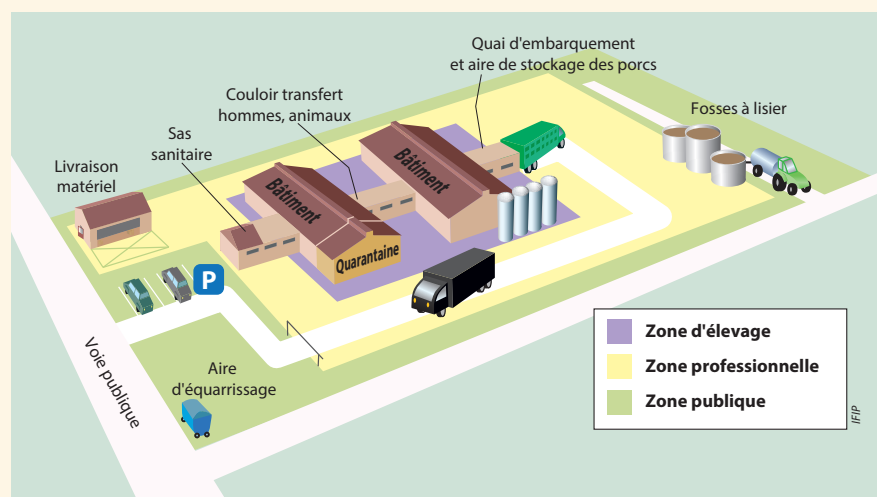 Quai d'embarquement
et aire de stockage des porcs
Couloir transfert
hommes, animaux
Fosses à lisier
Sas
sanitaire
Livraison
matériel
Bâtiment
Bâtiment
Quarantaine
P
Voie publique
Aire
d'équarrissage
Zone d'élevage
Zone professionnelle
Zone publique
IFIP